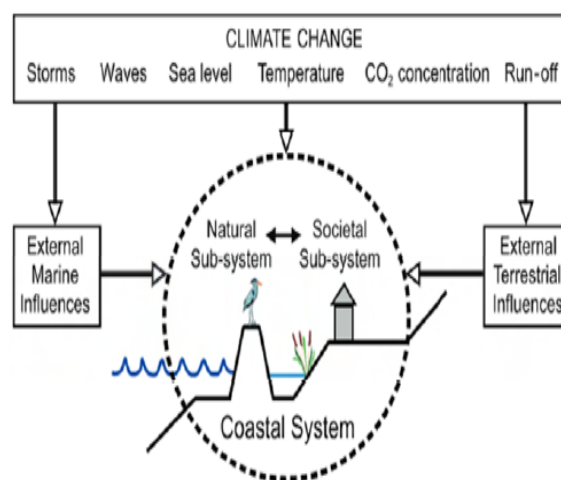 CLIMATE CHANGE
Storms Waves Sea level Temperature CO₂ concentration Run-off
External
Marine
Influences
Natural
Sub-system
Societal
Sub-system
External
Terrestrial
Influences
Coastal System